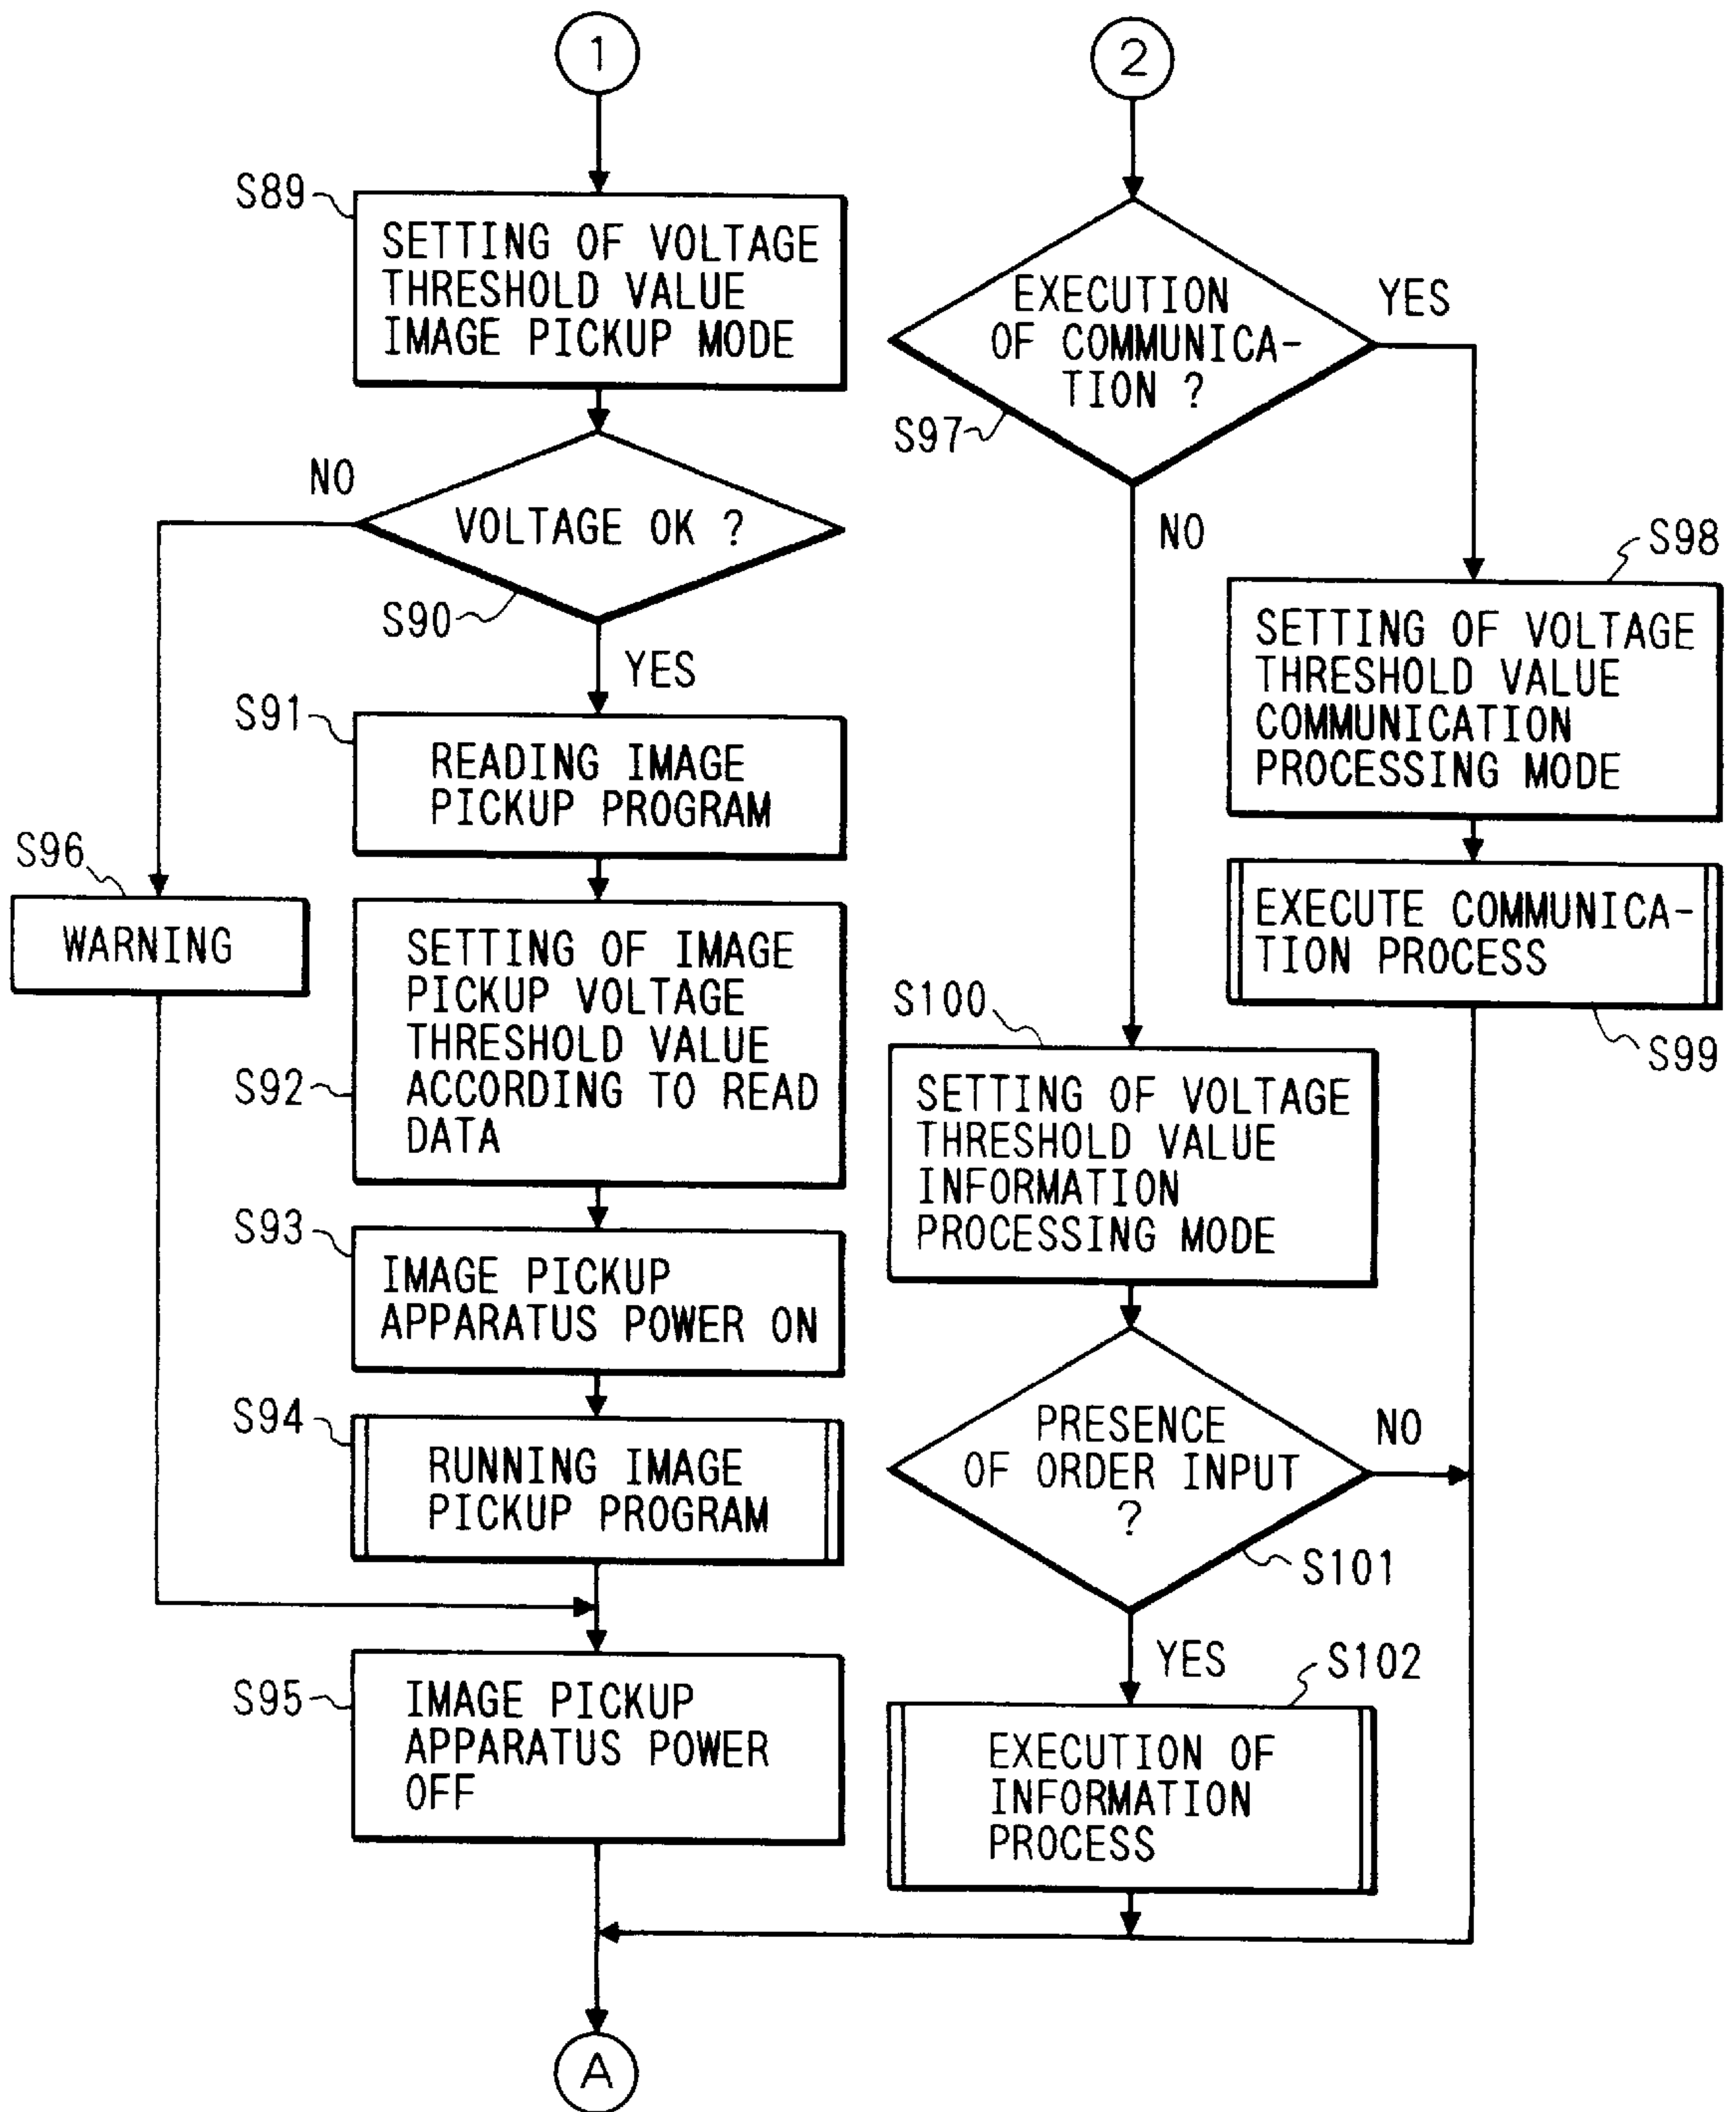 1
S89
SETTING OF VOLTAGE
THRESHOLD VALUE
IMAGE PICKUP MODE
NO
VOLTAGE OK ?
S90
YES
S91
READING IMAGE
PICKUP PROGRAM
S96
WARNING
SETTING OF IMAGE
PICKUP VOLTAGE
THRESHOLD VALUE
ACCORDING TO READ
DATA
S92
S93
IMAGE PICKUP
APPARATUS POWER ON
S94
RUNNING IMAGE
PICKUP PROGRAM
S95
IMAGE PICKUP
APPARATUS POWER
OFF
A
2
EXECUTION
OF COMMUNICA-
TION ?
YES
S97
NO
S98
SETTING OF VOLTAGE
THRESHOLD VALUE
COMMUNICATION
PROCESSING MODE
EXECUTE COMMUNICA-
TION PROCESS
S99
S100
SETTING OF VOLTAGE
THRESHOLD VALUE
INFORMATION
PROCESSING MODE
PRESENCE
OF ORDER INPUT
?
NO
S101
YES
S102
EXECUTION OF
INFORMATION
PROCESS